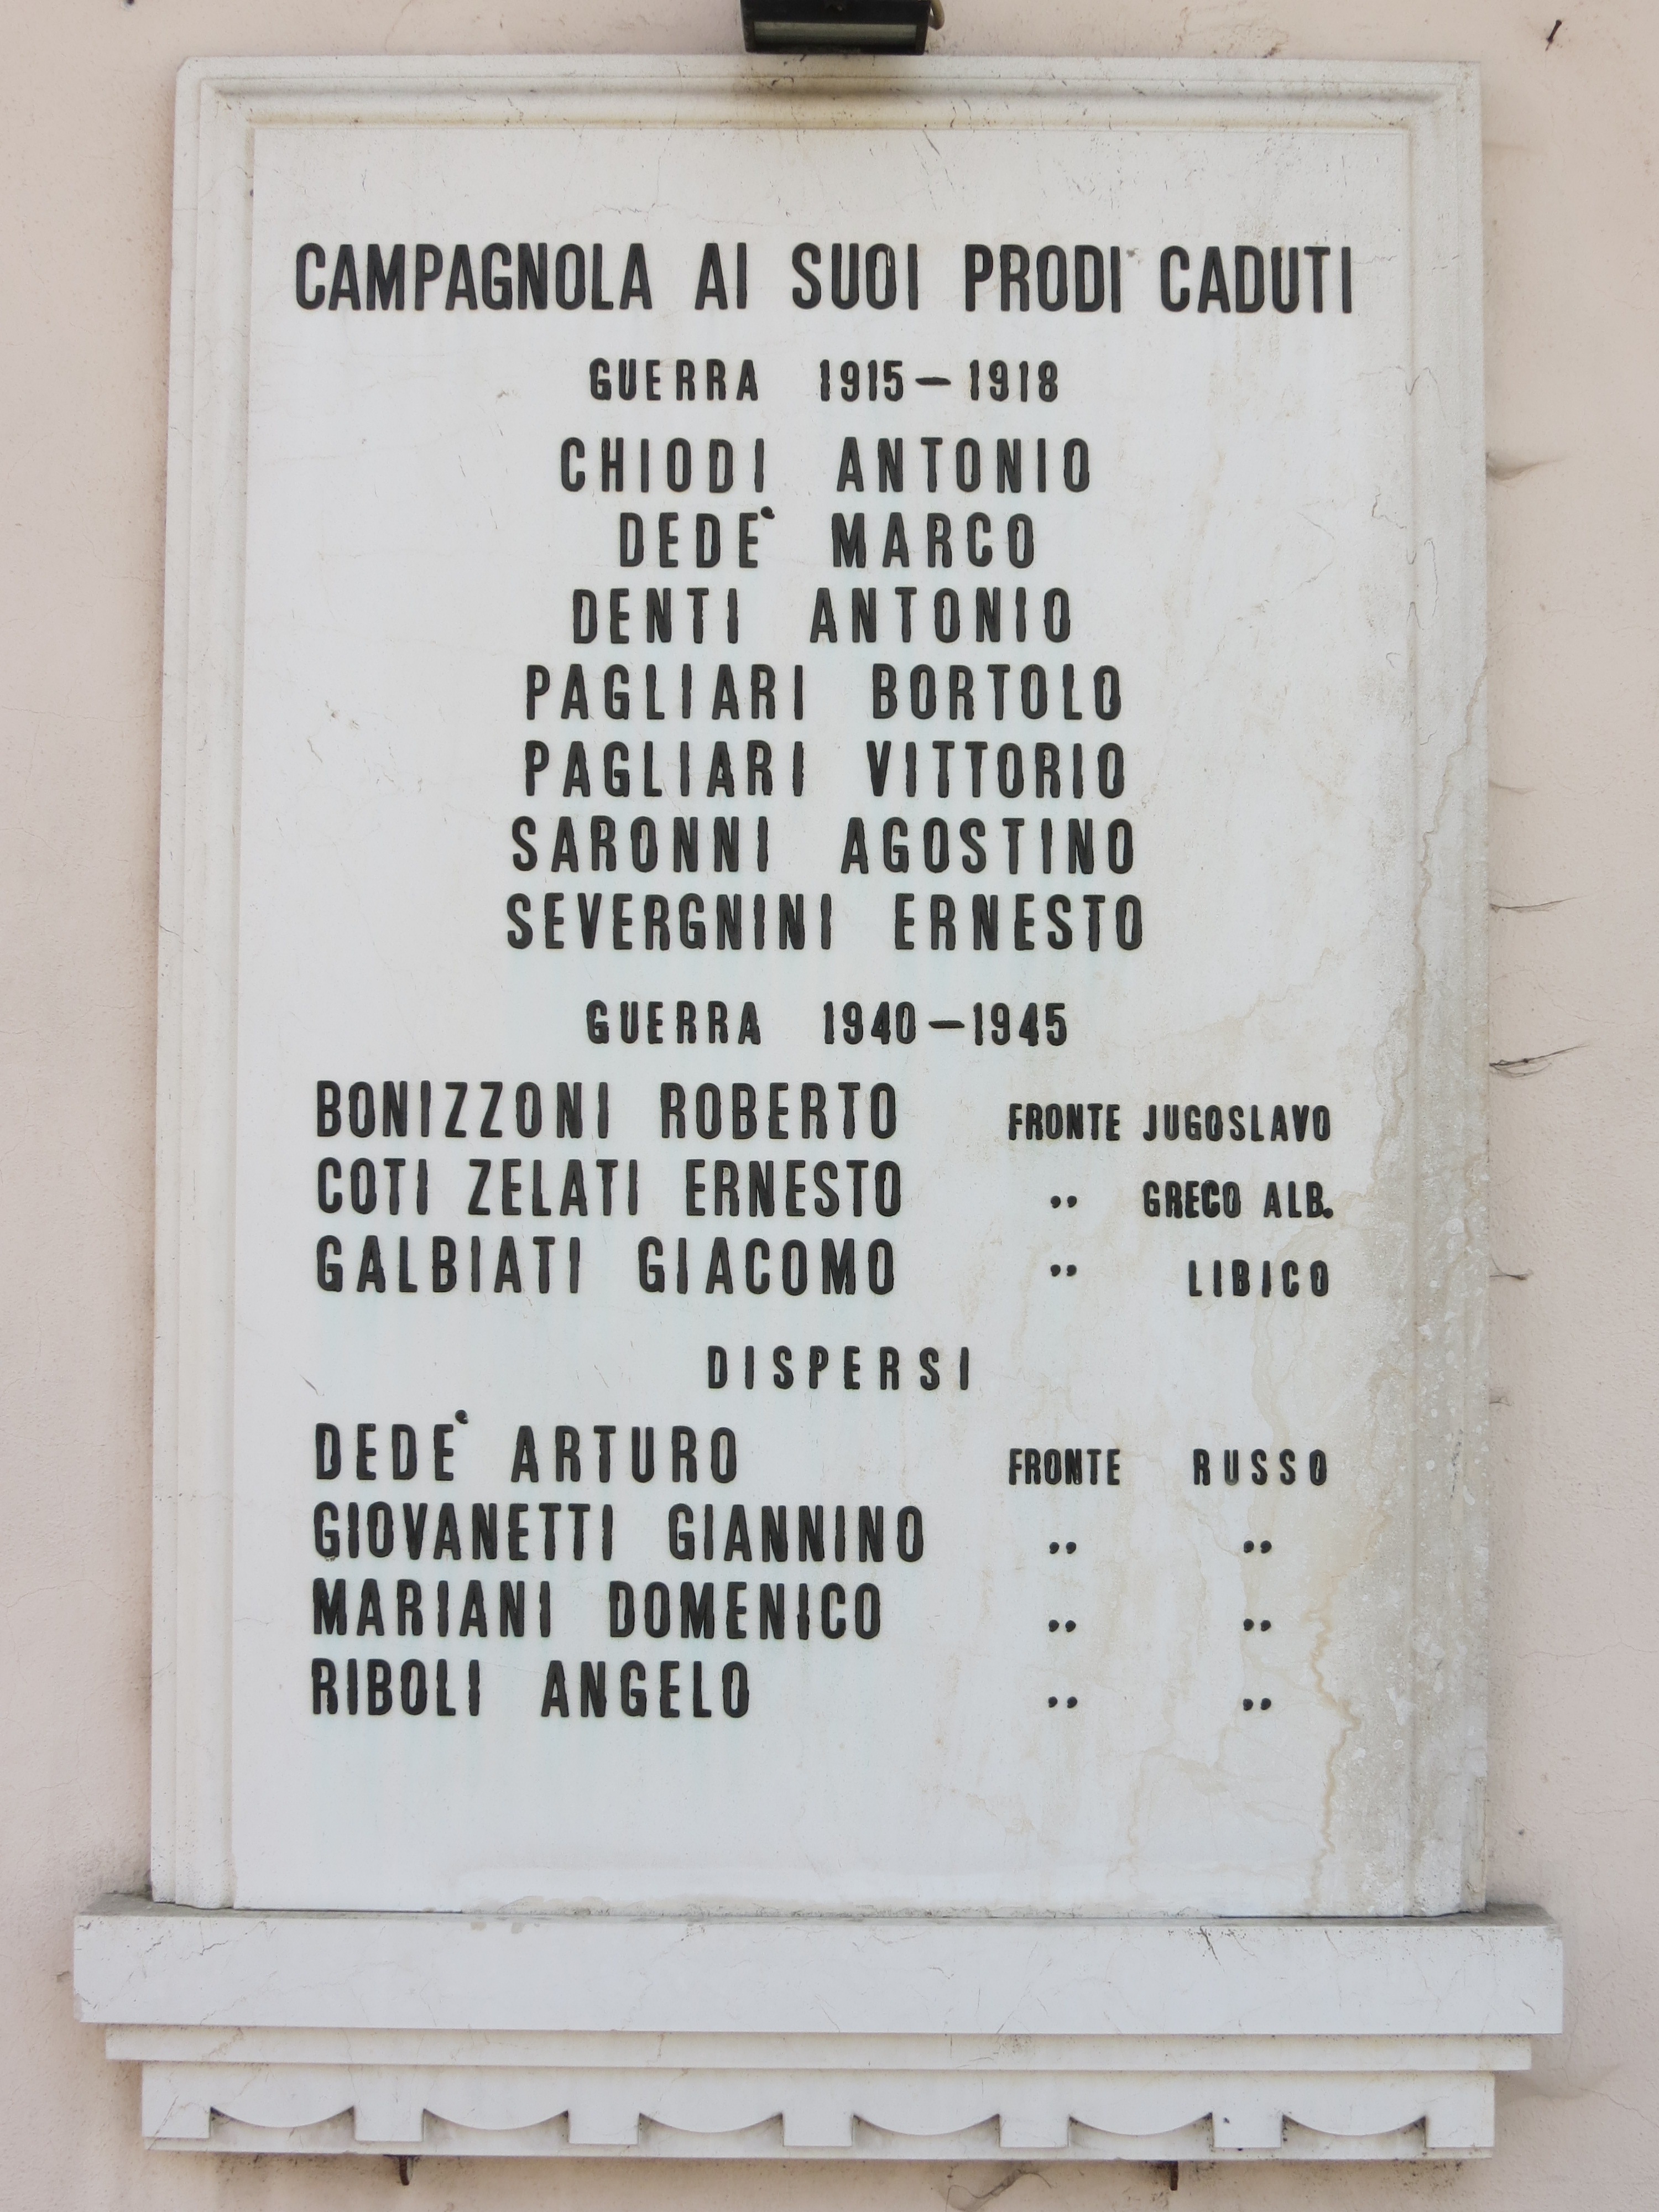 CAMPAGNOLA AI SUOI PRODI CADUTI
GUERRA 1915 – 1918
CHIODI ANTONIO
DEDE' MARCO
DENTI ANTONIO
PAGLIARI BORTOLO
PAGLIARI VITTORIO
SARONNI AGOSTINO
SEVERGNINI ERNESTO
GUERRA 1940 – 1945
BONIZZONI ROBERTO FRONTE JUGOSLAVO
COTI ZELATI ERNESTO ,, GRECO ALB.
GALBIATI GIACOMO ,, LIBICO
DISPERSI
DEDE' ARTURO FRONTE RUSSO
GIOVANETTI GIANNINO ,, ,,
MARIANI DOMENICO ,, ,,
RIBOLI ANGELO ,, ,,